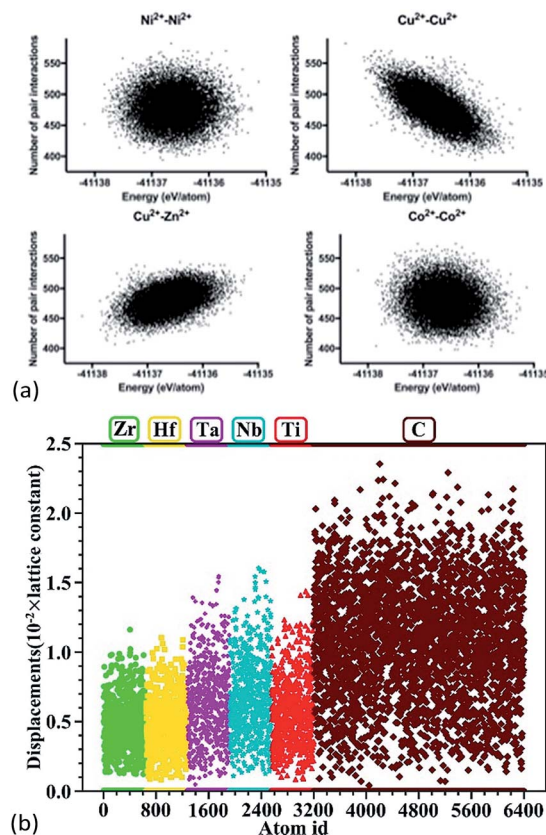 Ni²⁺-Ni²⁺
Cu²⁺-Cu²⁺
Number of pair interactions
550
500
450
400
-41138
-41137
-41136
-41135
Energy (eV/atom)
Number of pair interactions
550
500
450
400
-41138
-41137
-41136
-41135
Energy (eV/atom)
Cu²⁺-Zn²⁺
Co²⁺-Co²⁺
Number of pair interactions
550
500
450
400
-41138
-41137
-41136
-41135
Energy (eV/atom)
Number of pair interactions
550
500
450
400
-41138
-41137
-41136
-41135
Energy (eV/atom)
(a)
Zr Hf Ta Nb Ti C
Displacements(10⁻²×lattice constant)
2.5
2.0
1.5
1.0
0.5
0.0
0 800 1600 2400 3200 4000 4800 5600 6400
Atom id
(b)